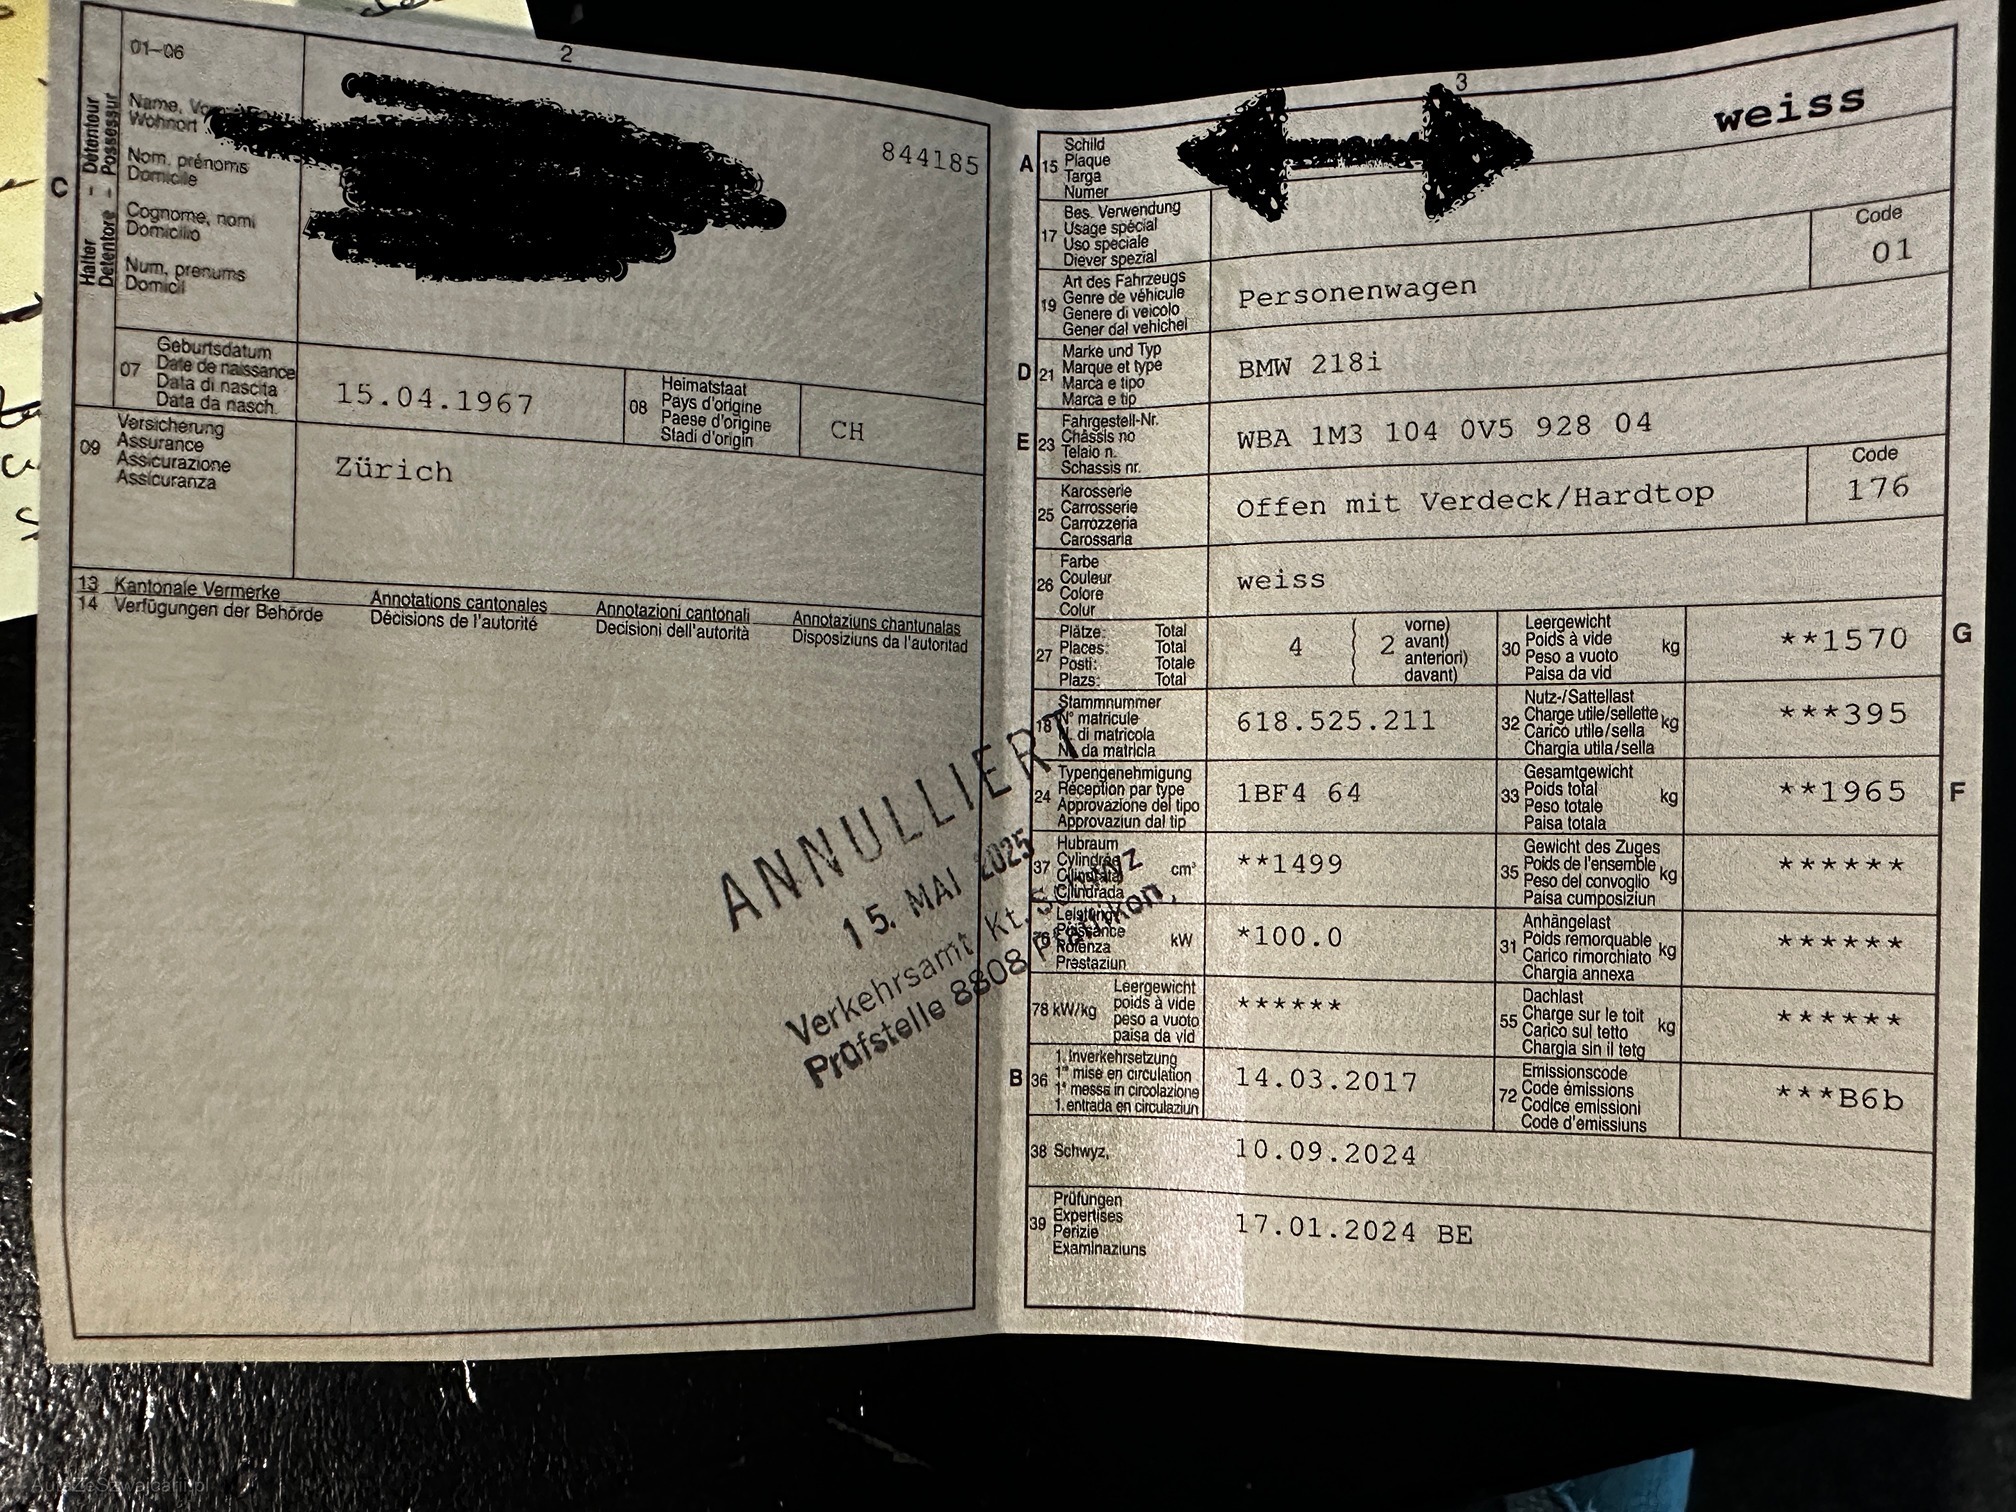 2
01-06
844185
Name, Vo
Wohnort
Nom, prénoms
Domicile
Cognome, nomi
Domicilio
Num, prenums
Domicil
C
Halter – Détenteur
Detentore – Possessur
07
Geburtsdatum
Date de naissance
Data di nascita
Data da nasch.
15.04.1967
08
Heimatstaat
Pays d'origine
Paese d'origine
Stadi d'origin
CH
09
Versicherung
Assurance
Assicurazione
Assicuranza
Zürich
13 Kantonale Vermerke Annotations cantonales Annotazioni cantonali Annotaziuns chantunalas
14 Verfügungen der Behörde Décisions de l'autorité Decisioni dell'autorità Disposiziuns da l'autoritad
ANNULLIERT
15. MAI 2025
Verkehrsamt Kt. Schwyz
Prüfstelle 8808 Pfäffikon
3
weiss
A 15
Schild
Plaque
Targa
Numer
17
Bes. Verwendung
Usage spécial
Uso speciale
Diever spezial
Code
01
19
Art des Fahrzeugs
Genre de véhicule
Genere di veicolo
Gener dal vehichel
Personenwagen
D 21
Marke und Typ
Marque et type
Marca e tipo
Marca e tip
BMW 218i
E 23
Fahrgestell-Nr.
Châssis no
Telaio n.
Schassis nr.
WBA 1M3 104 0V5 928 04
25
Karosserie
Carrosserie
Carrozzeria
Carossaria
Offen mit Verdeck/Hardtop
Code
176
26
Farbe
Couleur
Colore
Colur
weiss
27
Plätze: Total
Places: Total
Posti: Totale
Plazs: Total
4
2
vorne)
avant)
anteriori)
davant)
30
Leergewicht
Poids à vide
Peso a vuoto
Paisa da vid
kg
**1570
G
18
Stammnummer
N° matricule
N. di matricola
Nr. da matricla
618.525.211
32
Nutz-/Sattellast
Charge utile/sellette
Carico utile/sella
Chargia utila/sella
kg
***395
24
Typengenehmigung
Réception par type
Approvazione del tipo
Approvaziun dal tip
1BF4 64
33
Gesamtgewicht
Poids total
Peso totale
Paisa totala
kg
**1965
F
37
Hubraum
Cylindrée
Cilindrata
Cilindrada
cm³
**1499
35
Gewicht des Zuges
Poids de l'ensemble
Peso del convoglio
Paisa cumposiziun
kg
******
76
Leistung
Puissance
Potenza
Prestaziun
kW
*100.0
31
Anhängelast
Poids remorquable
Carico rimorchiato
Chargia annexa
kg
******
78 kW/kg
Leergewicht
poids à vide
peso a vuoto
paisa da vid
******
55
Dachlast
Charge sur le toit
Carico sul tetto
Chargia sin il tetg
kg
******
B 36
1. Inverkehrsetzung
1re mise en circulation
1a messa in circolazione
1. entrada en circulaziun
14.03.2017
72
Emissionscode
Code émissions
Codice emissioni
Code d'emissiuns
***B6b
38 Schwyz,
10.09.2024
39
Prüfungen
Expertises
Perizie
Examinaziuns
17.01.2024 BE
AutaZeSzwajcarii.pl